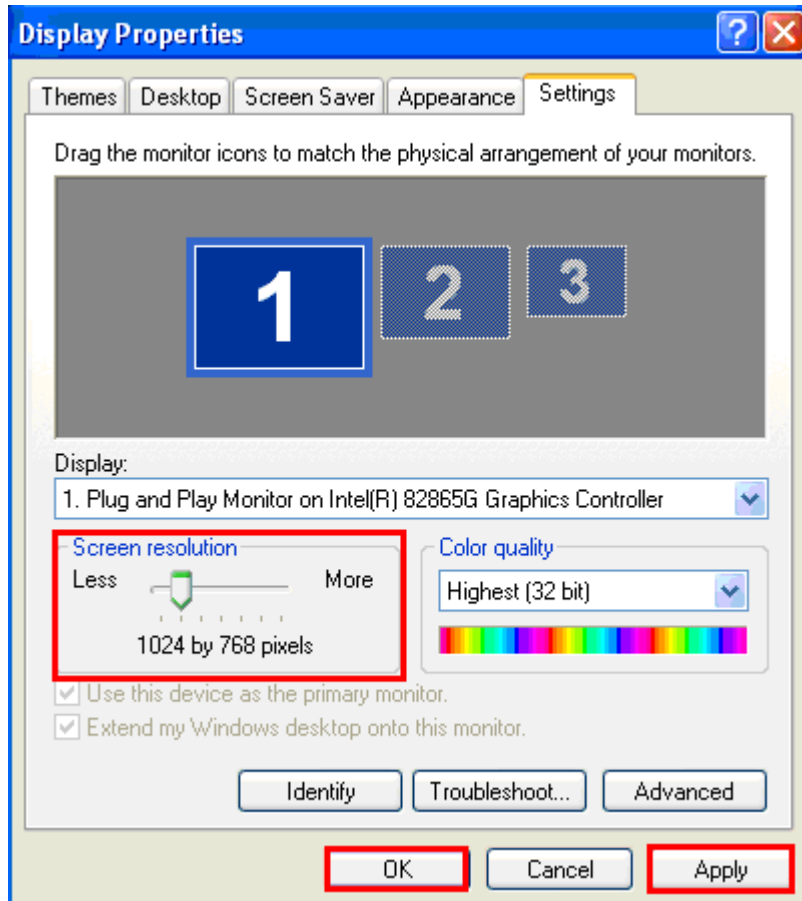 Display Properties
?
Themes Desktop Screen Saver Appearance Settings
Drag the monitor icons to match the physical arrangement of your monitors.
1 2 3
Display:
1. Plug and Play Monitor on Intel(R) 82865G Graphics Controller
Screen resolution Color quality
Less More Highest (32 bit)
1024 by 768 pixels
Use this device as the primary monitor.
Extend my Windows desktop onto this monitor.
Identify Troubleshoot... Advanced
OK Cancel Apply